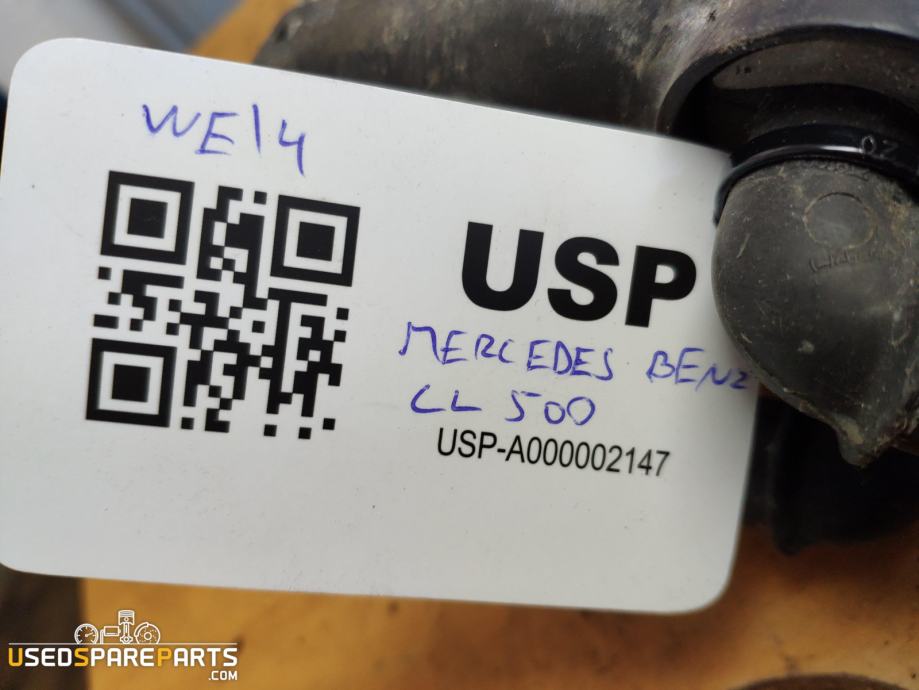 WE14
USP
MERCEDES BENZ
CL 500
USP-A000002147
USEDSPAREPARTS
.COM